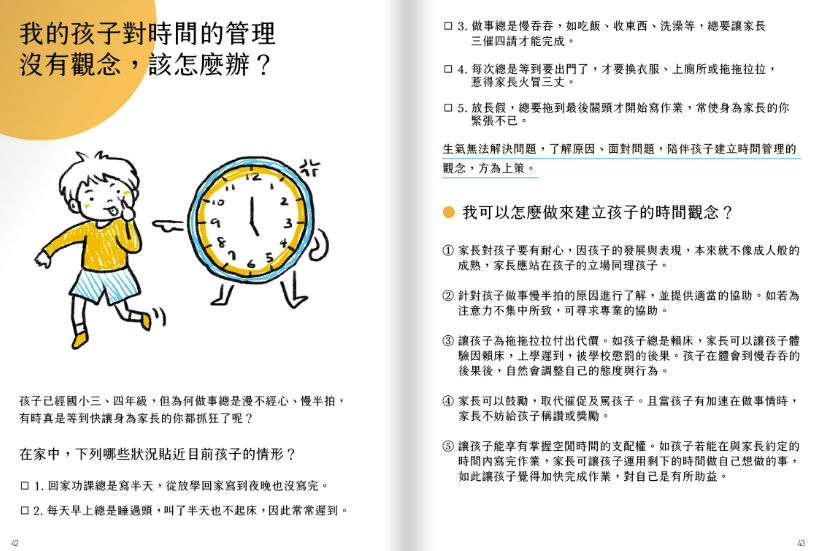 我的孩子對時間的管理
沒有觀念，該怎麼辦？
12
1
2
3
4
5
6
7
8
9
10
11
孩子已經國小三、四年級，但為何做事總是漫不經心、慢半拍，
有時真是等到快讓身為家長的你都抓狂了呢？
在家中，下列哪些狀況貼近目前孩子的情形？
□ 1. 回家功課總是寫半天，從放學回家寫到夜晚也沒寫完。
□ 2. 每天早上總是睡過頭，叫了半天也不起床，因此常常遲到。
42
□ 3. 做事總是慢吞吞，如吃飯、收東西、洗澡等，總要讓家長
三催四請才能完成。
□ 4. 每次總是等到要出門了，才要換衣服、上廁所或拖拖拉拉，
惹得家長火冒三丈。
□ 5. 放長假，總要拖到最後關頭才開始寫作業，常使身為家長的你
緊張不已。
生氣無法解決問題，了解原因、面對問題，陪伴孩子建立時間管理的
觀念，方為上策。
我可以怎麼做來建立孩子的時間觀念？
① 家長對孩子要有耐心，因孩子的發展與表現，本來就不像成人般的
成熟，家長應站在孩子的立場同理孩子。
② 針對孩子做事慢半拍的原因進行了解，並提供適當的協助。如若為
注意力不集中所致，可尋求專業的協助。
③ 讓孩子為拖拖拉拉付出代價。如孩子總是賴床，家長可以讓孩子體
驗因賴床，上學遲到，被學校懲罰的後果。孩子在體會到慢吞吞的
後果後，自然會調整自己的態度與行為。
④ 家長可以鼓勵，取代催促及罵孩子。且當孩子有加速在做事情時，
家長不妨給孩子稱讚或獎勵。
⑤ 讓孩子能享有掌握空閒時間的支配權。如孩子若能在與家長約定的
時間內寫完作業，家長可讓孩子運用剩下的時間做自己想做的事，
如此讓孩子覺得加快完成作業，對自己是有所助益。
43